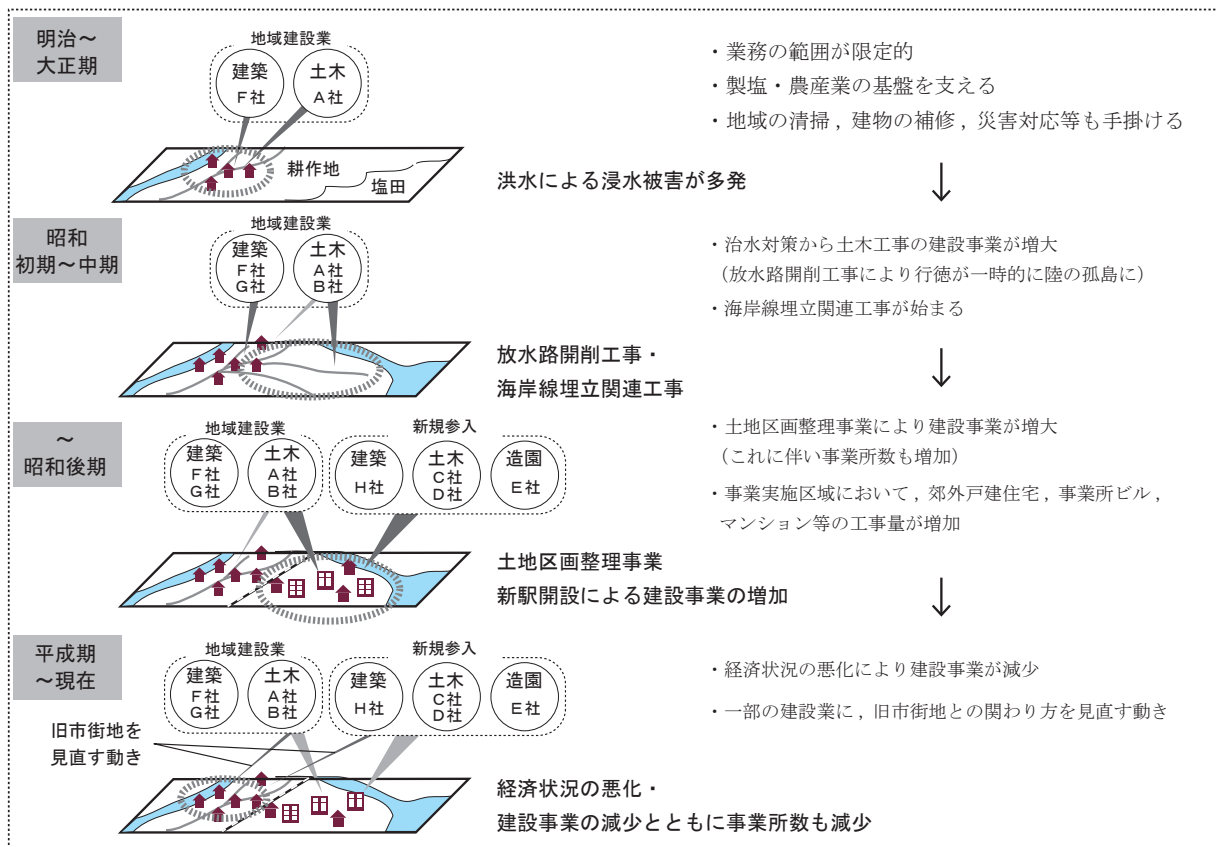 明治～
大正期
地域建設業
建築
F社
土木
A社
耕作地
塩田
洪水による浸水被害が多発
・業務の範囲が限定的
・製塩・農産業の基盤を支える
・地域の清掃，建物の補修，災害対応等も手掛ける
昭和
初期～中期
地域建設業
建築
F社
G社
土木
A社
B社
放水路開削工事・
海岸線埋立関連工事
・治水対策から土木工事の建設事業が増大
（放水路開削工事により行徳が一時的に陸の孤島に）
・海岸線埋立関連工事が始まる
～
昭和後期
地域建設業
建築
F社
G社
土木
A社
B社
新規参入
建築
H社
土木
C社
D社
造園
E社
土地区画整理事業
新駅開設による建設事業の増加
・土地区画整理事業により建設事業が増大
（これに伴い事業所数も増加）
・事業実施区域において，郊外戸建住宅，事業所ビル，
マンション等の工事量が増加
平成期
～現在
地域建設業
建築
F社
G社
土木
A社
B社
新規参入
建築
H社
土木
C社
D社
造園
E社
旧市街地を
見直す動き
経済状況の悪化・
建設事業の減少とともに事業所数も減少
・経済状況の悪化により建設事業が減少
・一部の建設業に，旧市街地との関わり方を見直す動き